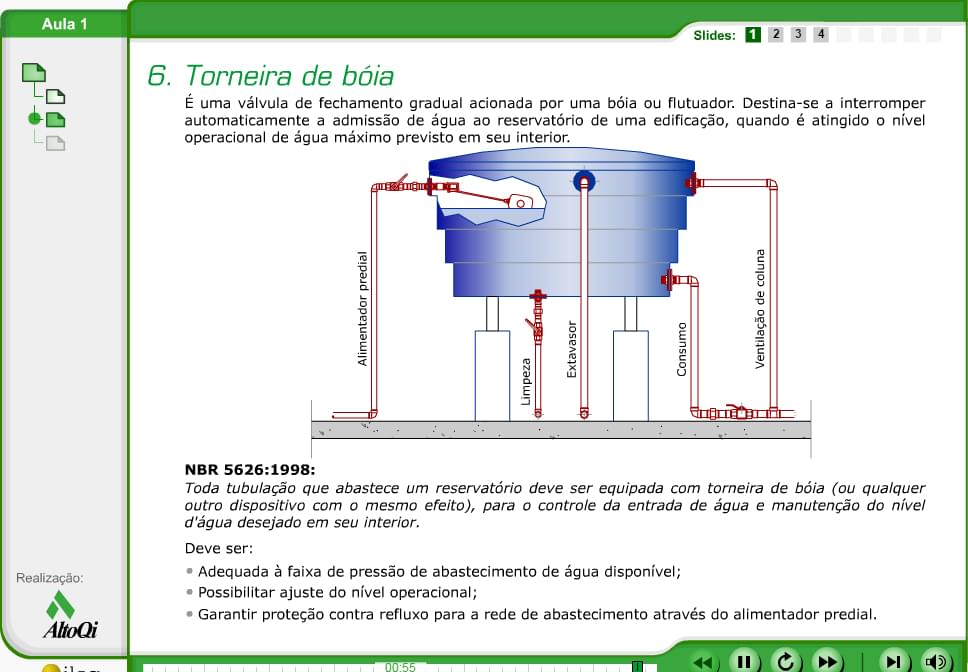 Aula 1
Slides: 1 2 3 4
6. Torneira de bóia
É uma válvula de fechamento gradual acionada por uma bóia ou flutuador. Destina-se a interromper
automaticamente a admissão de água ao reservatório de uma edificação, quando é atingido o nível
operacional de água máximo previsto em seu interior.
Alimentador predial
Limpeza
Extavasor
Consumo
Ventilação de coluna
NBR 5626:1998:
Toda tubulação que abastece um reservatório deve ser equipada com torneira de bóia (ou qualquer
outro dispositivo com o mesmo efeito), para o controle da entrada de água e manutenção do nível
d'água desejado em seu interior.
Deve ser:
Adequada à faixa de pressão de abastecimento de água disponível;
Possibilitar ajuste do nível operacional;
Garantir proteção contra refluxo para a rede de abastecimento através do alimentador predial.
Realização:
AltoQi
00:55